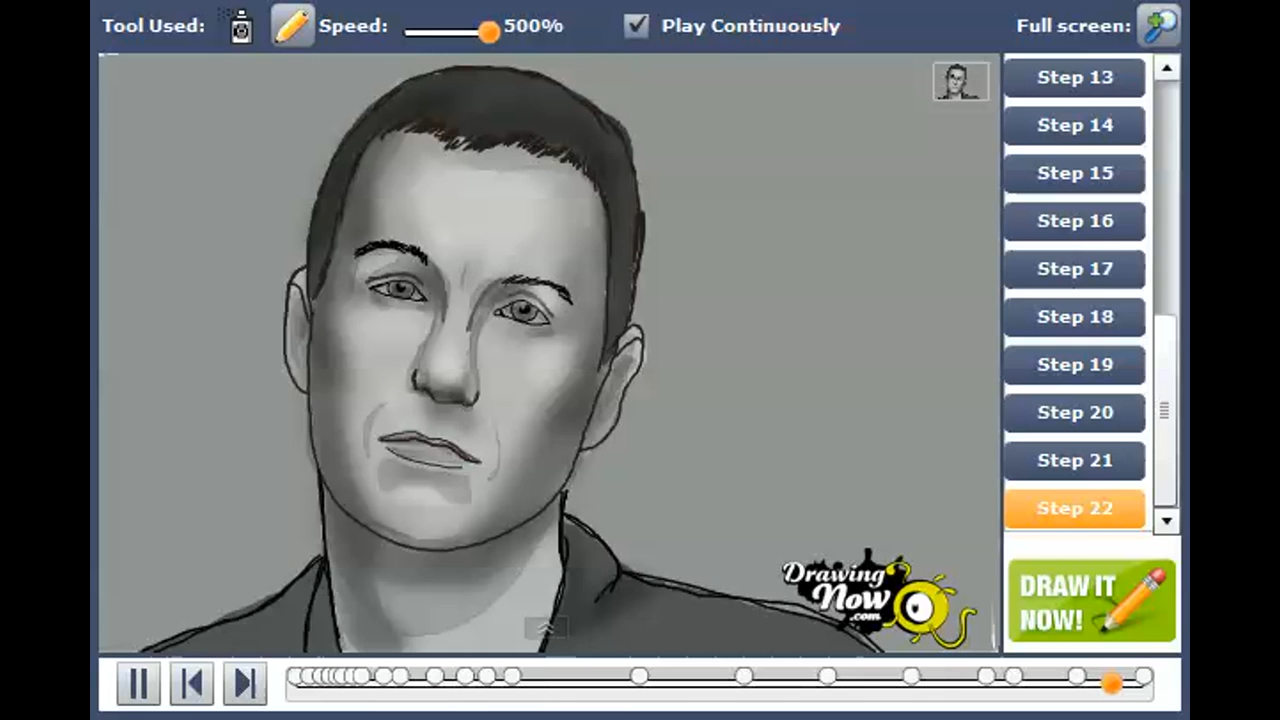 Tool Used:
Speed:
500%
Play Continuously
Full screen:
Step 13
Step 14
Step 15
Step 16
Step 17
Step 18
Step 19
Step 20
Step 21
Step 22
Drawing
Now
.com
DRAW IT
NOW!